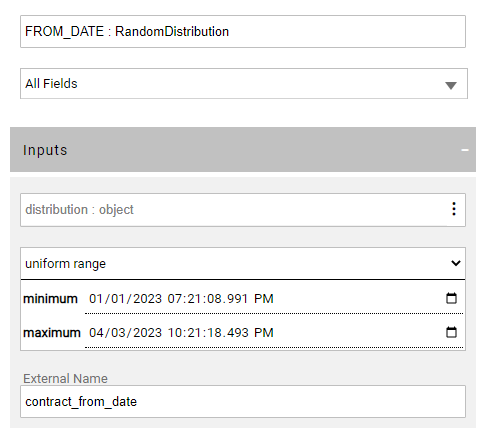 FROM_DATE : RandomDistribution
All Fields
Inputs
distribution : object
uniform range
minimum 01/01/2023 07:21:08.991 PM
maximum 04/03/2023 10:21:18.493 PM
External Name
contract_from_date